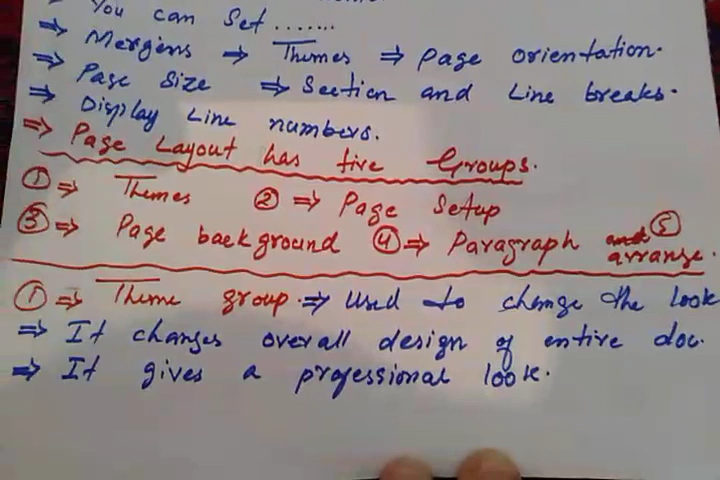 You can Set .......
⇒ Mergens ⇒ Themes ⇒ Page orientation.
⇒ Page Size ⇒ Section and Line breaks.
⇒ Display Line numbers.
⇒ Page Layout has five Groups.
① ⇒ Themes ② ⇒ Page Setup
③ ⇒ Page background ④ ⇒ Paragraph and ⑤ arrange.
① ⇒ Theme group. ⇒ Used to change the look
⇒ It changes overall design of entire doc.
⇒ It gives a professional look.